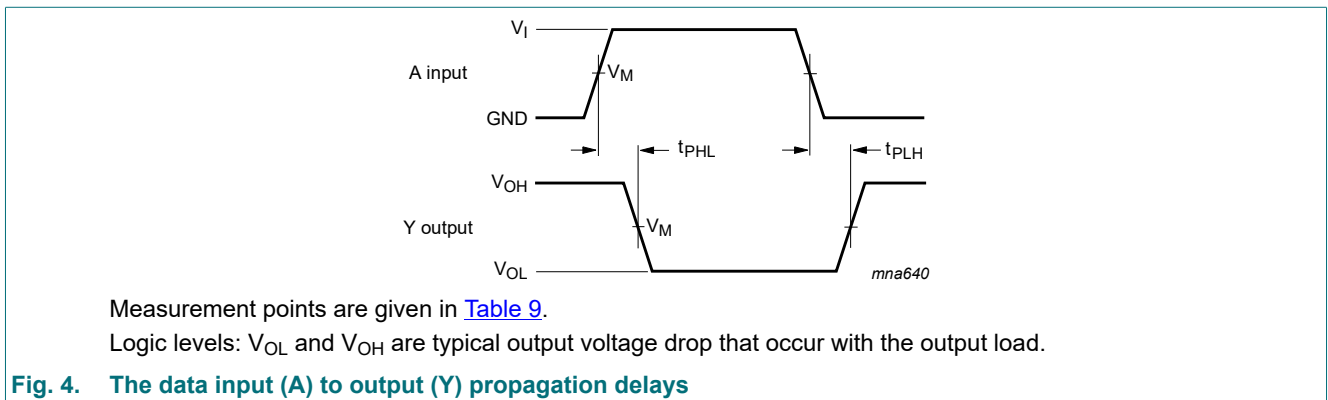 V_I
A input
V_M
GND
t_PHL
t_PLH
V_OH
Y output
V_M
V_OL
mna640
Measurement points are given in Table 9.
Logic levels: V_OL and V_OH are typical output voltage drop that occur with the output load.
Fig. 4. The data input (A) to output (Y) propagation delays